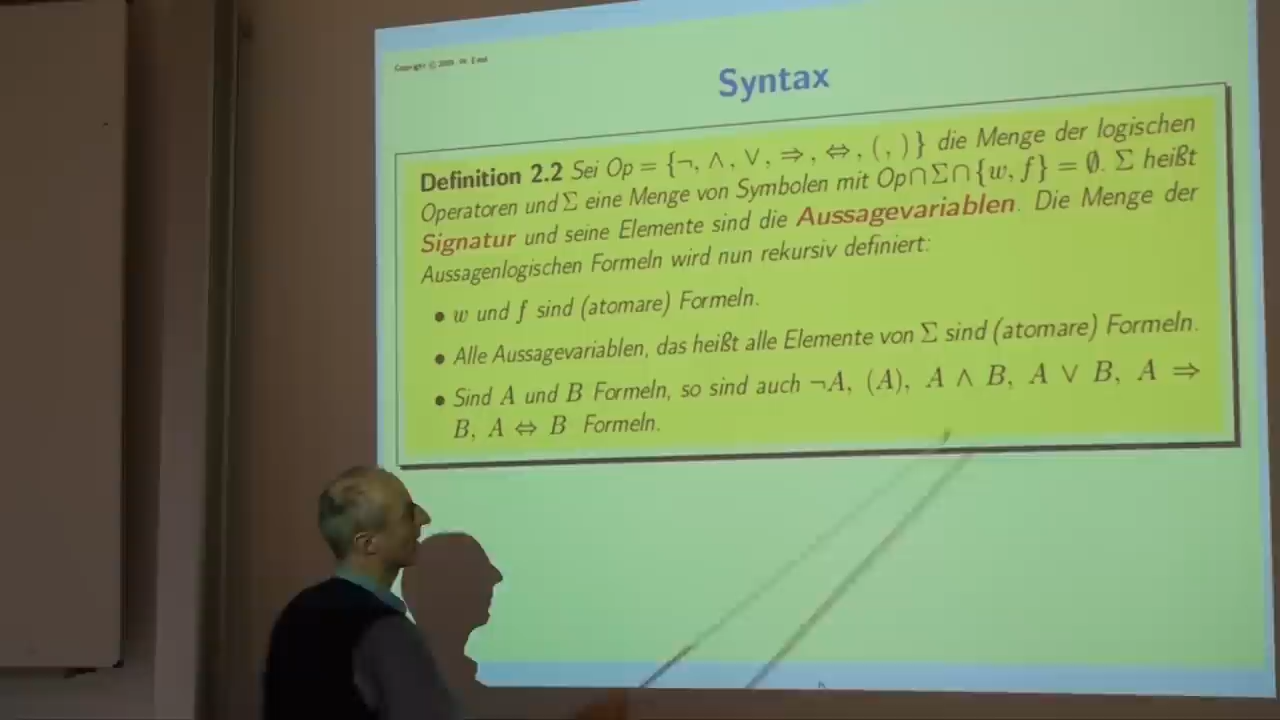 Copyright ©
Syntax
Definition 2.2 Sei Op = {¬, ∧, ∨, ⇒, ⇔, (, )} die Menge der logischen
Operatoren und Σ eine Menge von Symbolen mit Op∩Σ∩{w, f} = ∅. Σ heißt
Signatur und seine Elemente sind die Aussagevariablen. Die Menge der
Aussagenlogischen Formeln wird nun rekursiv definiert:
• w und f sind (atomare) Formeln.
• Alle Aussagevariablen, das heißt alle Elemente von Σ sind (atomare) Formeln.
• Sind A und B Formeln, so sind auch ¬A, (A), A ∧ B, A ∨ B, A ⇒
B, A ⇔ B Formeln.